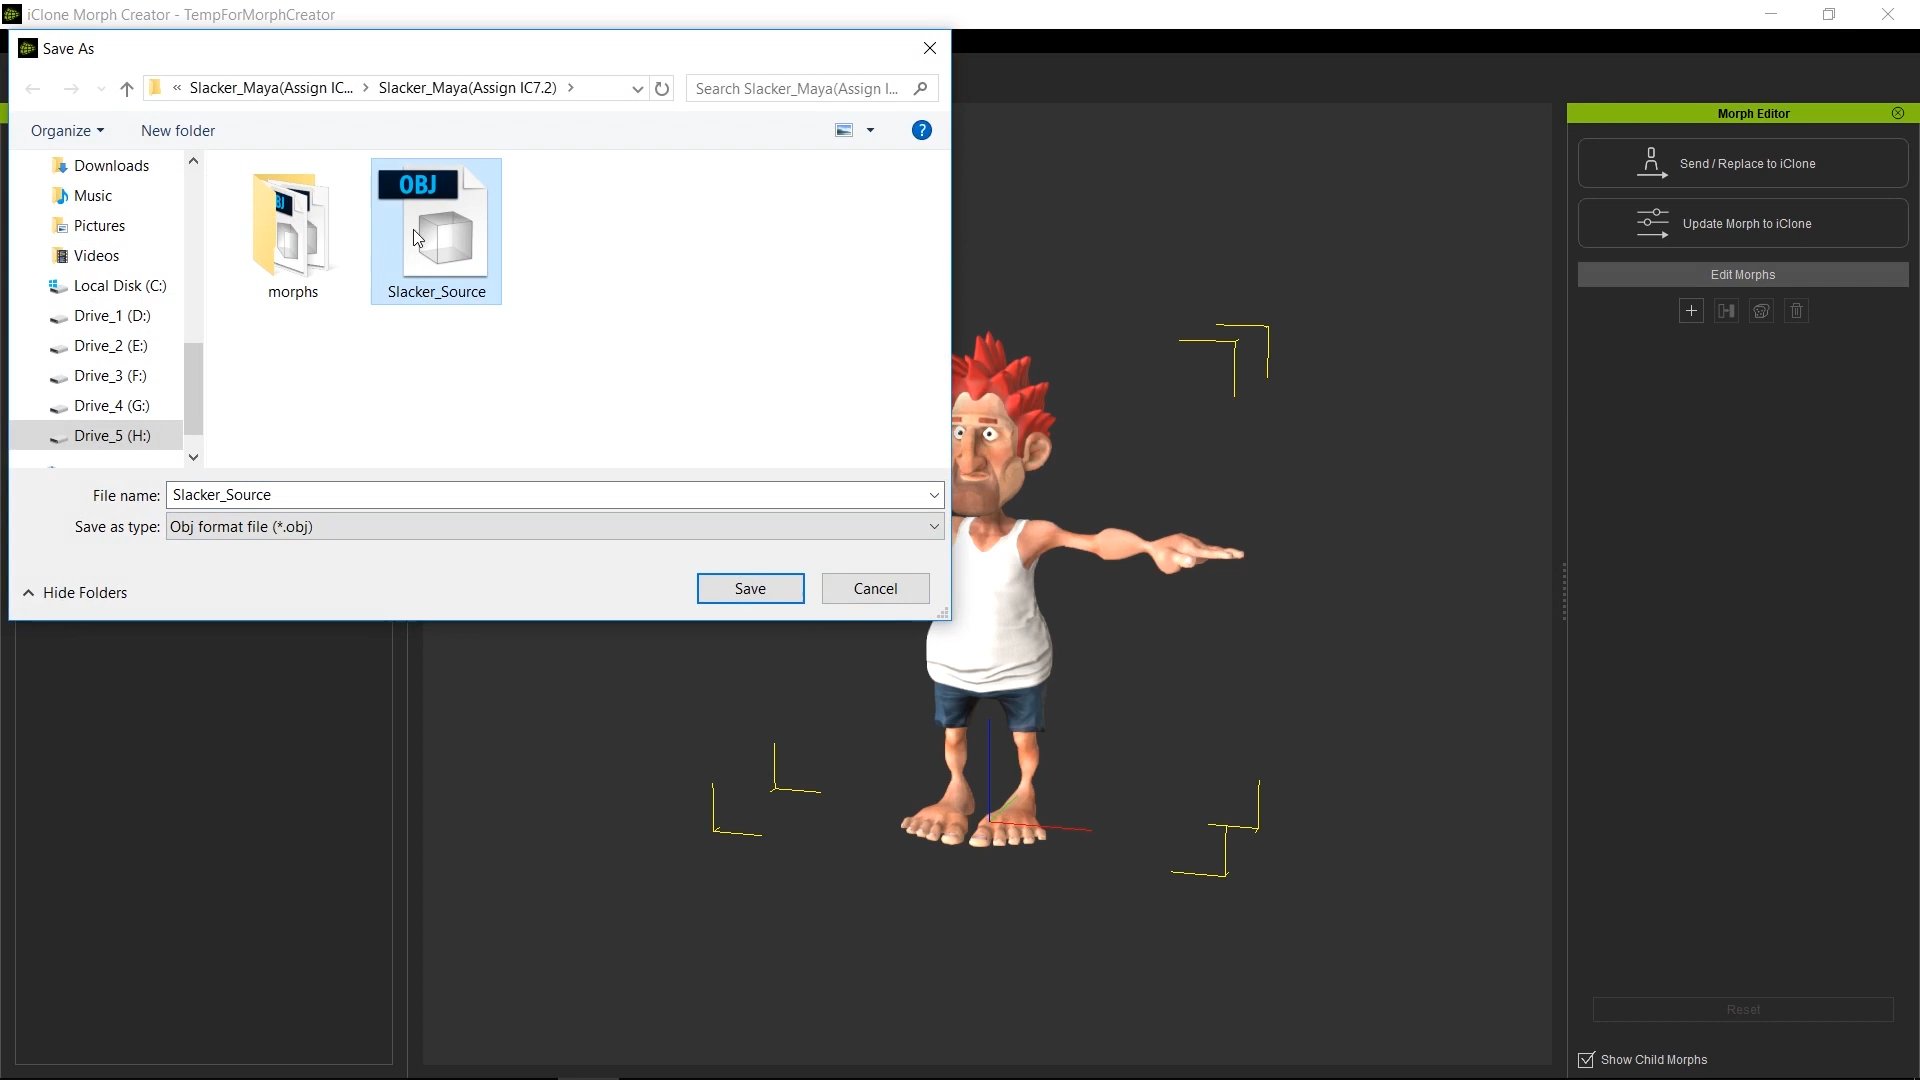 iClone Morph Creator - TempForMorphCreator
Save As
« Slacker_Maya(Assign IC... > Slacker_Maya(Assign IC7.2) >
Search Slacker_Maya(Assign I...
Organize
New folder
?
Downloads
Music
Pictures
Videos
Local Disk (C:)
Drive_1 (D:)
Drive_2 (E:)
Drive_3 (F:)
Drive_4 (G:)
Drive_5 (H:)
OBJ
morphs
Slacker_Source
File name: Slacker_Source
Save as type: Obj format file (*.obj)
Hide Folders
Save
Cancel
Morph Editor
Send / Replace to iClone
Update Morph to iClone
Edit Morphs
Reset
Show Child Morphs